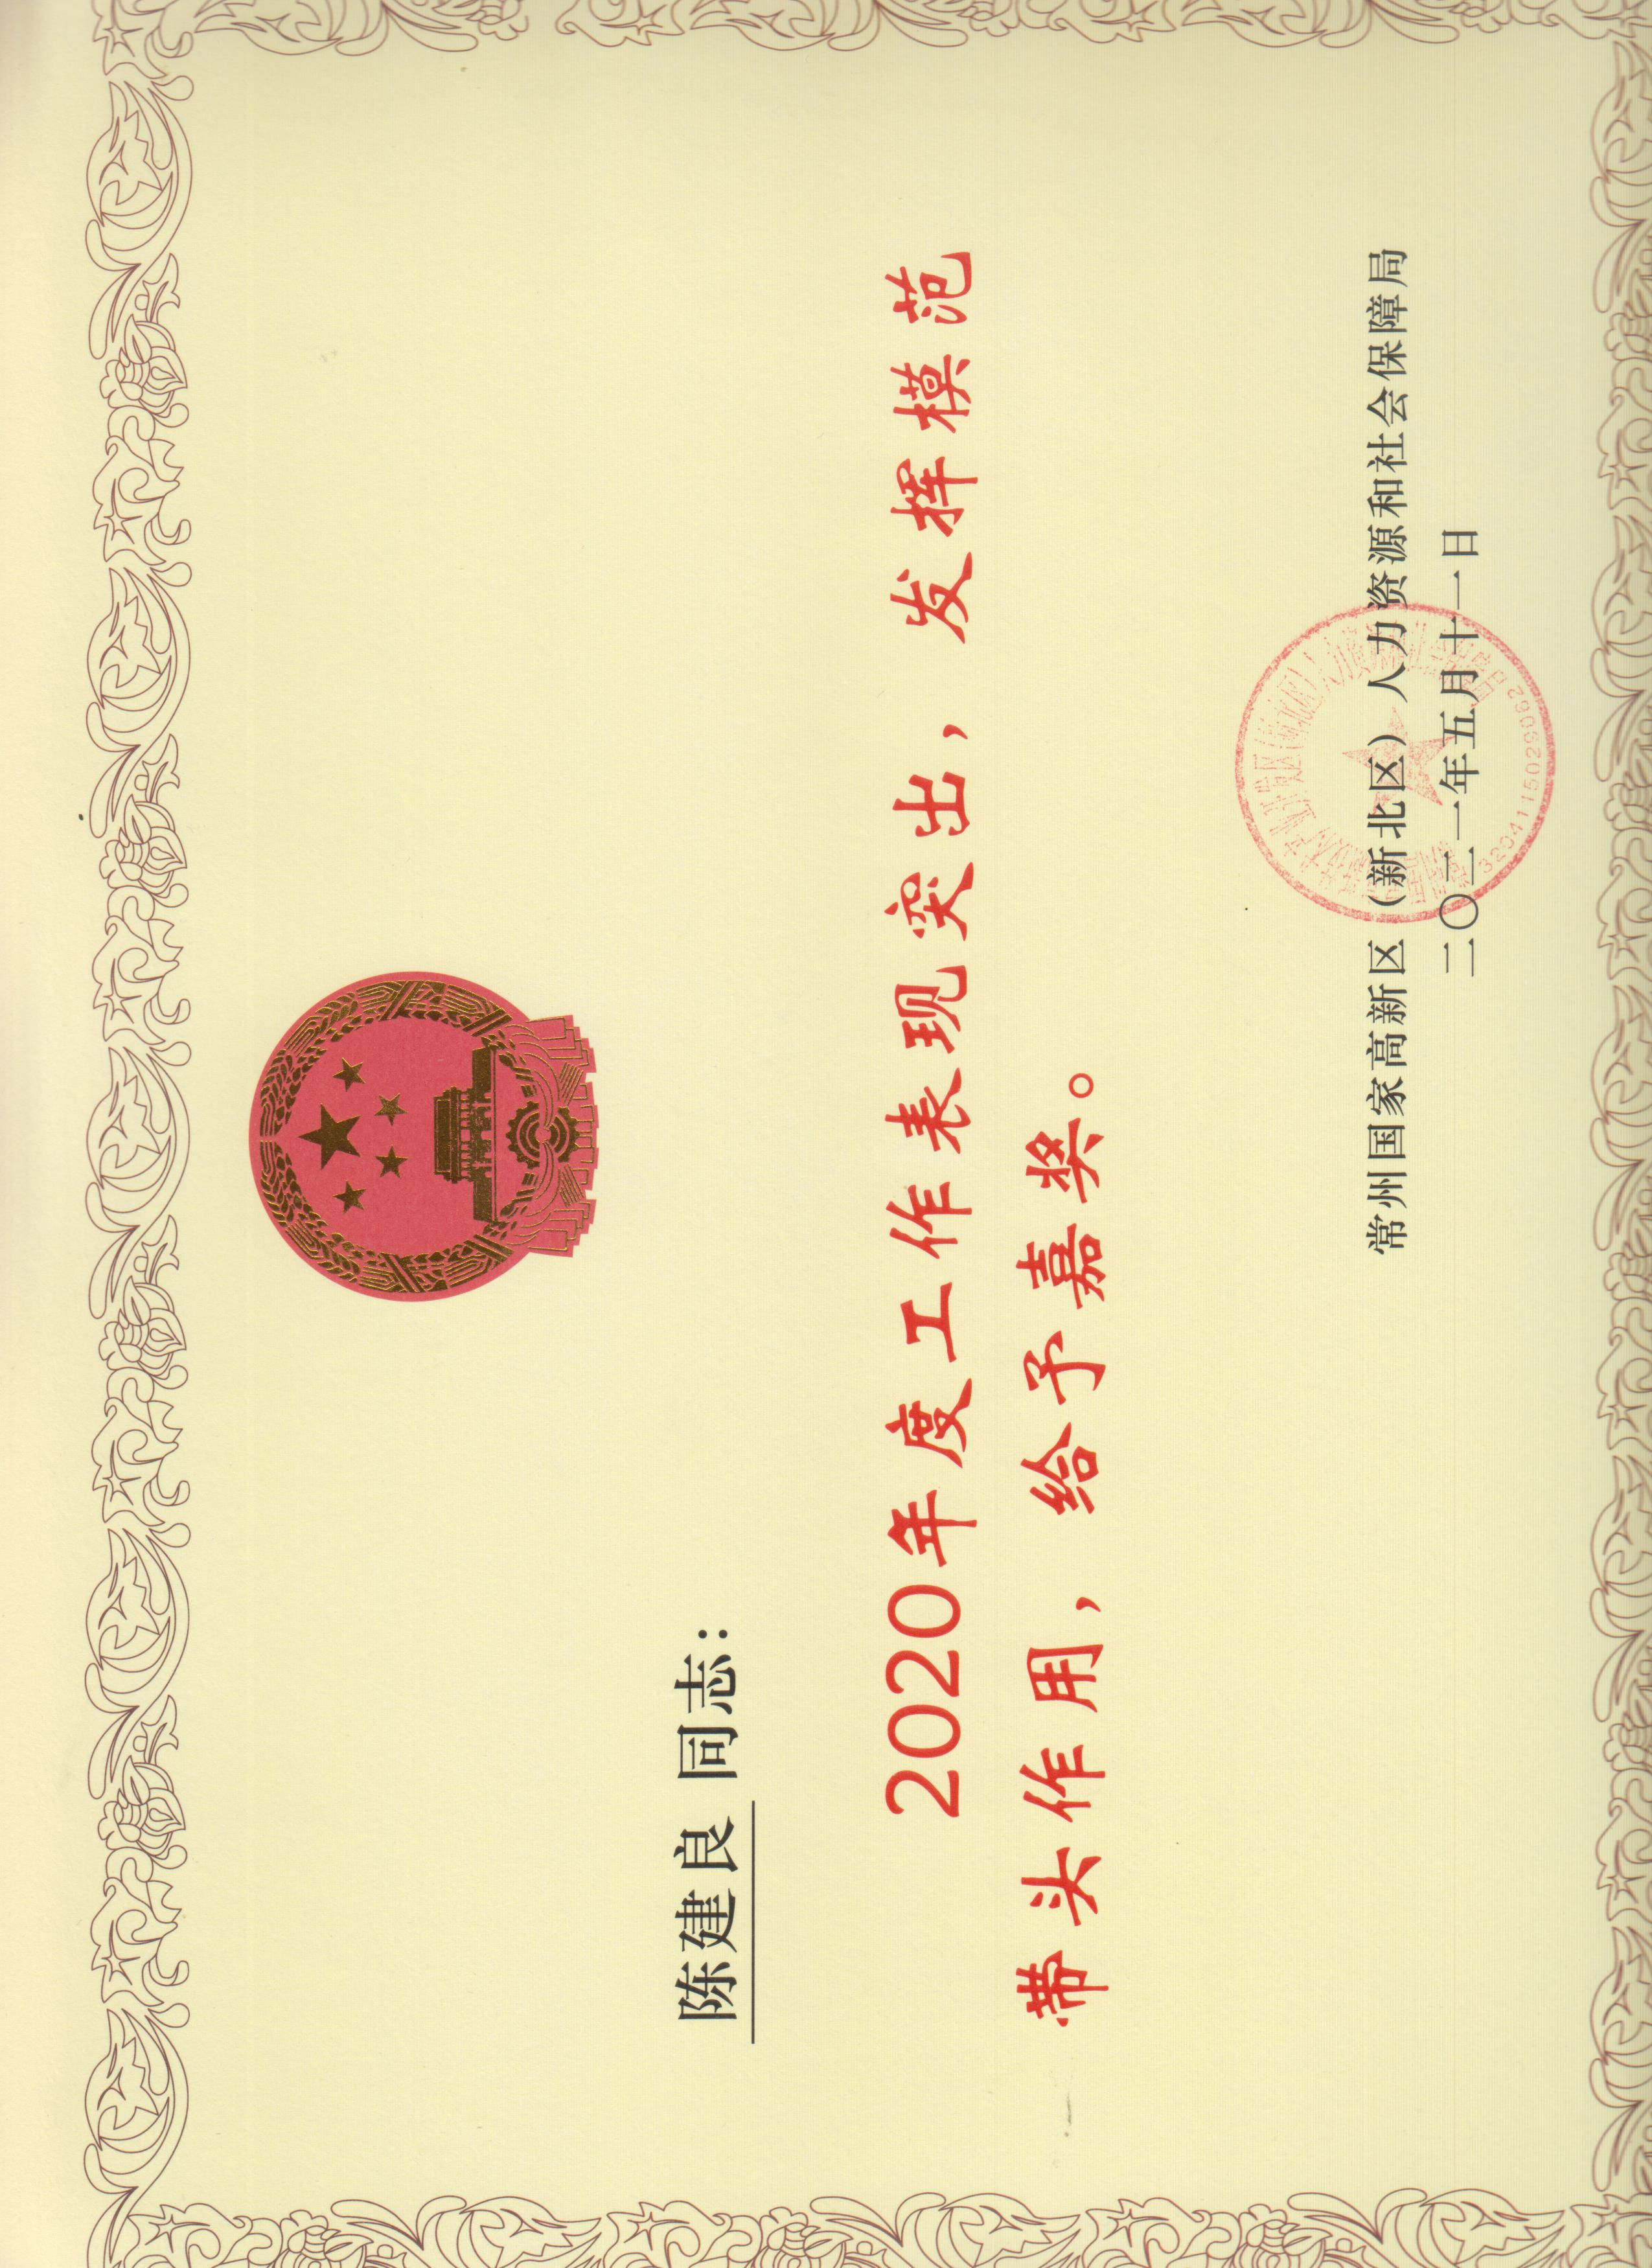 陈建良 同志：
2020年度工作表现突出，发挥模范
带头作用，给予嘉奖。
常州国家高新区（新北区）人力资源和社会保障局
二〇二一年五月十一日
3204115029062